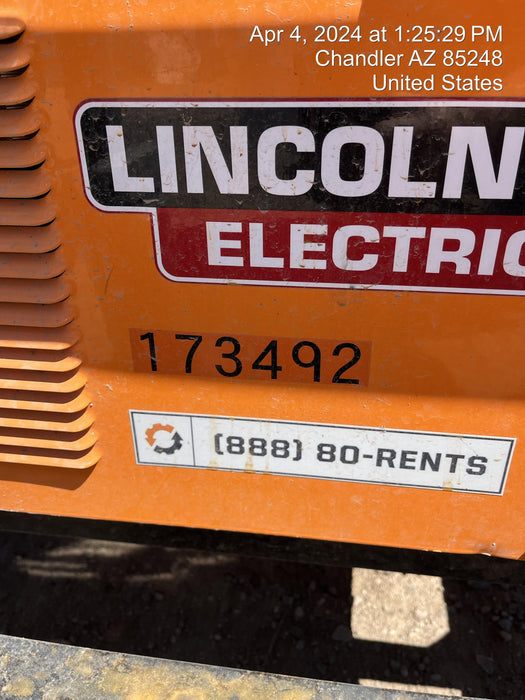 Apr 4, 2024 at 1:25:29 PM
Chandler AZ 85248
United States
LINCOLN
ELECTRIC
173492
(888) 80-RENTS